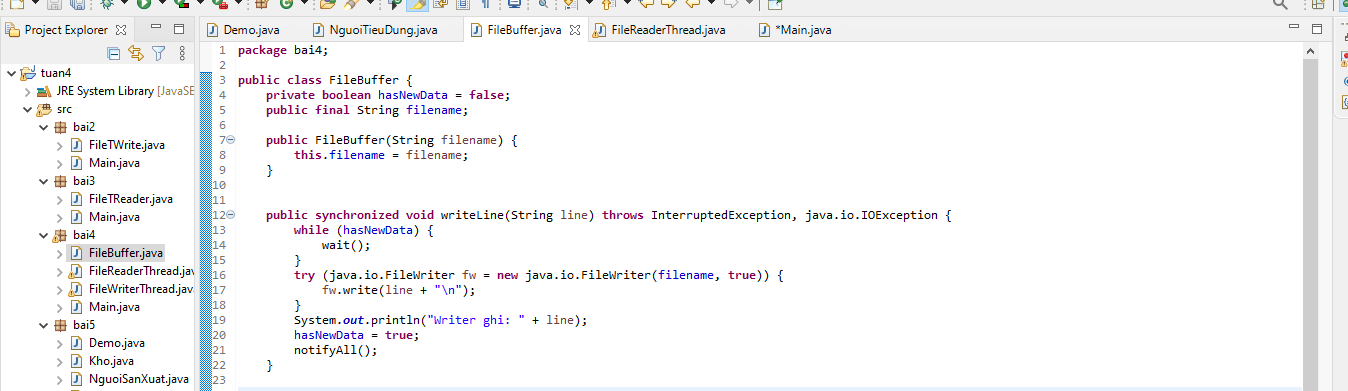 Project Explorer
tuan4
JRE System Library [JavaSE
src
bai2
FileTWrite.java
Main.java
bai3
FileTReader.java
Main.java
bai4
FileBuffer.java
FileReaderThread.jav
FileWriterThread.java
Main.java
bai5
Demo.java
Kho.java
NguoiSanXuat.java
Demo.java NguoiTieuDung.java FileBuffer.java FileReaderThread.java *Main.java
1 package bai4;
2
3 public class FileBuffer {
4 private boolean hasNewData = false;
5 public final String filename;
6
7 public FileBuffer(String filename) {
8 this.filename = filename;
9 }
10
11
12 public synchronized void writeLine(String line) throws InterruptedException, java.io.IOException {
13 while (hasNewData) {
14 wait();
15 }
16 try (java.io.FileWriter fw = new java.io.FileWriter(filename, true)) {
17 fw.write(line + "\n");
18 }
19 System.out.println("Writer ghi: " + line);
20 hasNewData = true;
21 notifyAll();
22 }
23